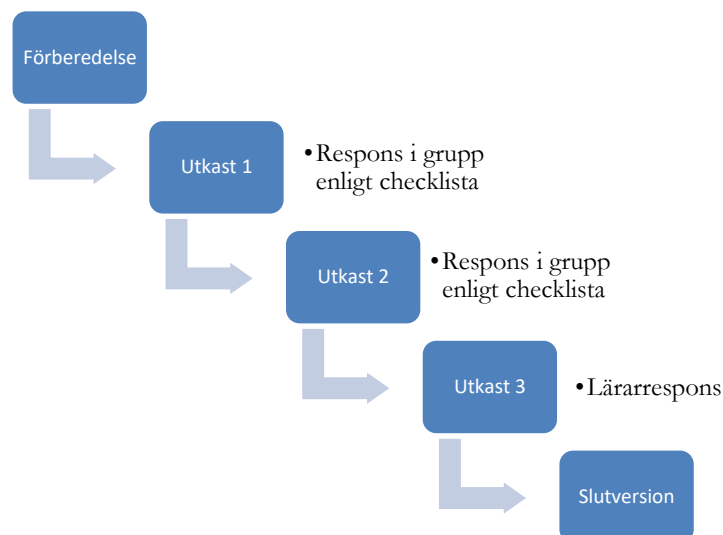 Förberedelse
Utkast 1
•Respons i grupp
enligt checklista
Utkast 2
•Respons i grupp
enligt checklista
Utkast 3
•Lärarrespons
Slutversion